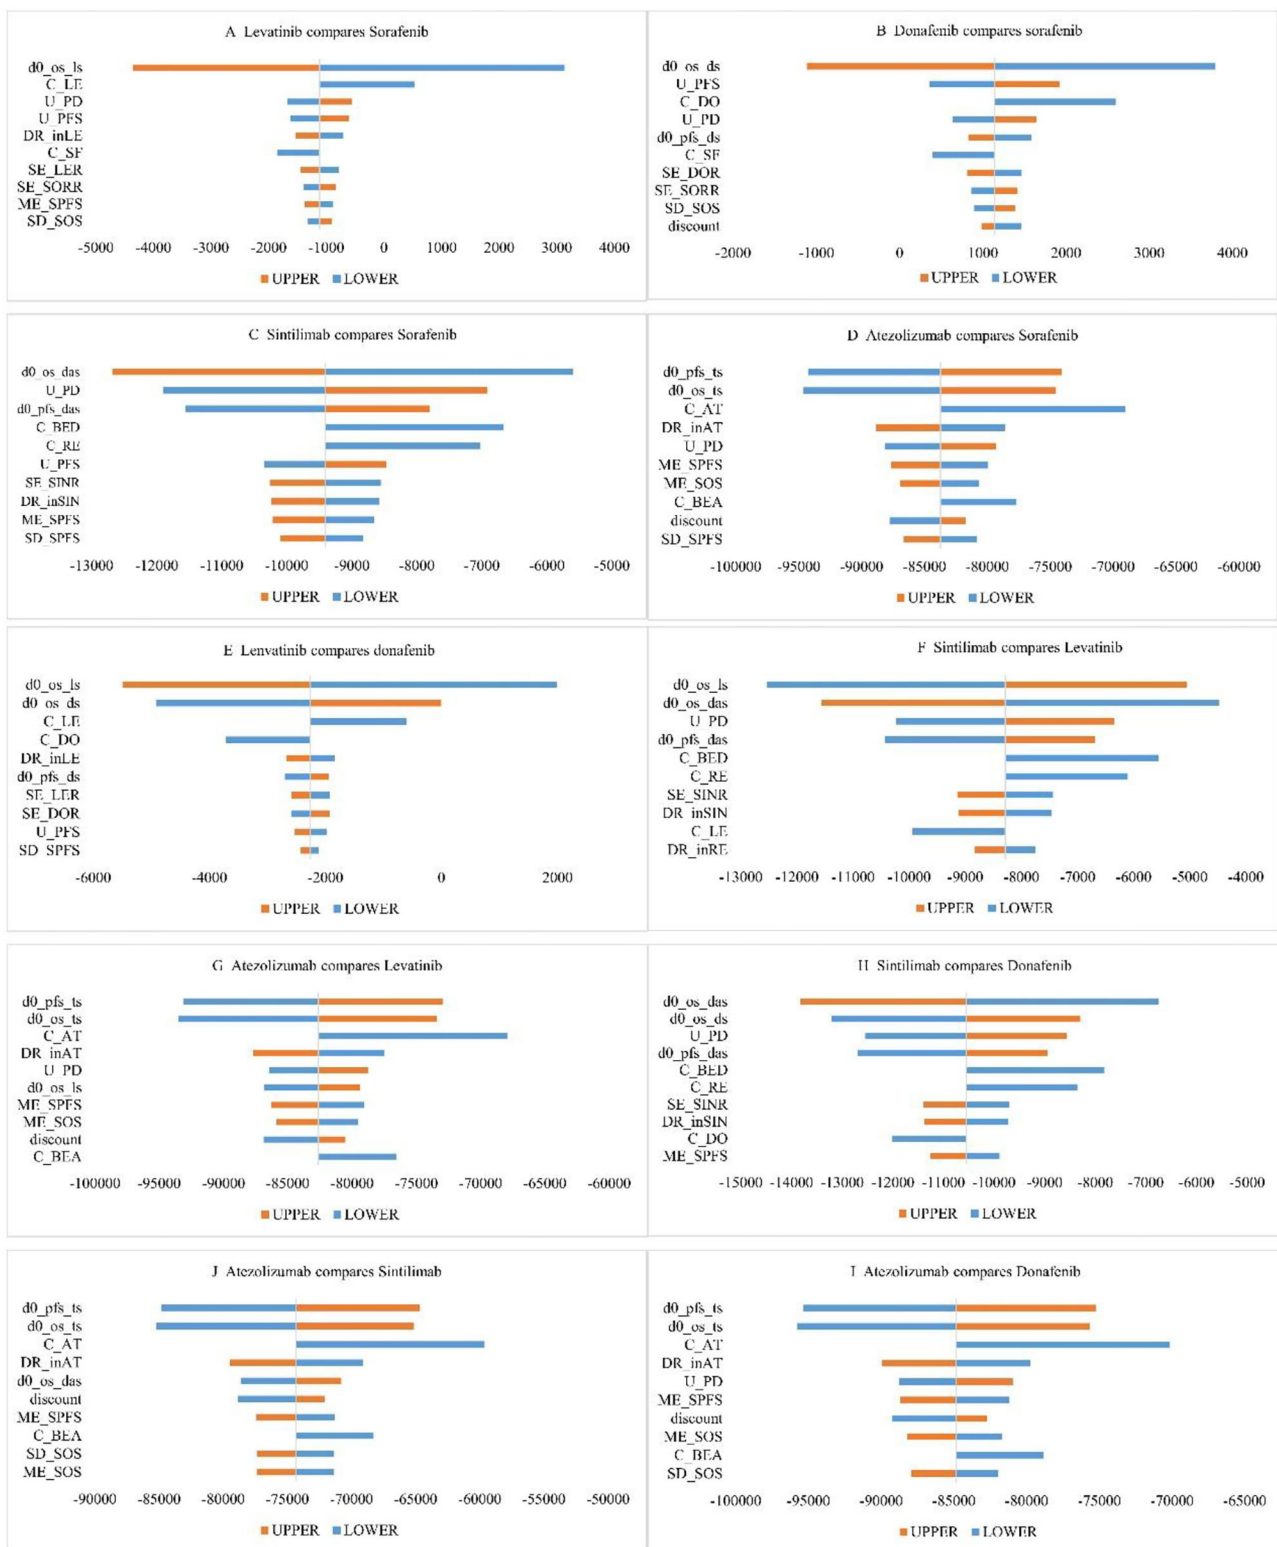 A Levatinib compares Sorafenib
d0_os_ls
C_LE
U_PD
U_PFS
DR_inLE
C_SF
SE_LER
SE_SORR
ME_SPFS
SD_SOS
-5000 -4000 -3000 -2000 -1000 0 1000 2000 3000 4000
UPPER LOWER
B Donafenib compares sorafenib
d0_os_ds
U_PFS
C_DO
U_PD
d0_pfs_ds
C_SF
SE_DOR
SE_SORR
SD_SOS
discount
-2000 -1000 0 1000 2000 3000 4000
UPPER LOWER
C Sintilimab compares Sorafenib
d0_os_das
U_PD
d0_pfs_das
C_BED
C_RE
U_PFS
SE_SINR
DR_inSIN
ME_SPFS
SD_SPFS
-13000 -12000 -11000 -10000 -9000 -8000 -7000 -6000 -5000
UPPER LOWER
D Atezolizumab compares Sorafenib
d0_pfs_ts
d0_os_ts
C_AT
DR_inAT
U_PD
ME_SPFS
ME_SOS
C_BEA
discount
SD_SPFS
-100000 -95000 -90000 -85000 -80000 -75000 -70000 -65000 -60000
UPPER LOWER
E Lenvatinib compares donafenib
d0_os_ls
d0_os_ds
C_LE
C_DO
DR_inLE
d0_pfs_ds
SE_LER
SE_DOR
U_PFS
SD_SPFS
-6000 -4000 -2000 0 2000
UPPER LOWER
F Sintilimab compares Levatinib
d0_os_ls
d0_os_das
U_PD
d0_pfs_das
C_BED
C_RE
SE_SINR
DR_inSIN
C_LE
DR_inRE
-13000 -12000 -11000 -10000 -9000 -8000 -7000 -6000 -5000 -4000
UPPER LOWER
G Atezolizumab compares Levatinib
d0_pfs_ts
d0_os_ts
C_AT
DR_inAT
U_PD
d0_os_ls
ME_SPFS
ME_SOS
discount
C_BEA
-100000 -95000 -90000 -85000 -80000 -75000 -70000 -65000 -60000
UPPER LOWER
H Sintilimab compares Donafenib
d0_os_das
d0_os_ds
U_PD
d0_pfs_das
C_BED
C_RE
SE_SINR
DR_inSIN
C_DO
ME_SPFS
-15000 -14000 -13000 -12000 -11000 -10000 -9000 -8000 -7000 -6000 -5000
UPPER LOWER
J Atezolizumab compares Sintilimab
d0_pfs_ts
d0_os_ts
C_AT
DR_inAT
d0_os_das
discount
ME_SPFS
C_BEA
SD_SOS
ME_SOS
-90000 -85000 -80000 -75000 -70000 -65000 -60000 -55000 -50000
UPPER LOWER
I Atezolizumab compares Donafenib
d0_pfs_ts
d0_os_ts
C_AT
DR_inAT
U_PD
ME_SPFS
discount
ME_SOS
C_BEA
SD_SOS
-100000 -95000 -90000 -85000 -80000 -75000 -70000 -65000
UPPER LOWER